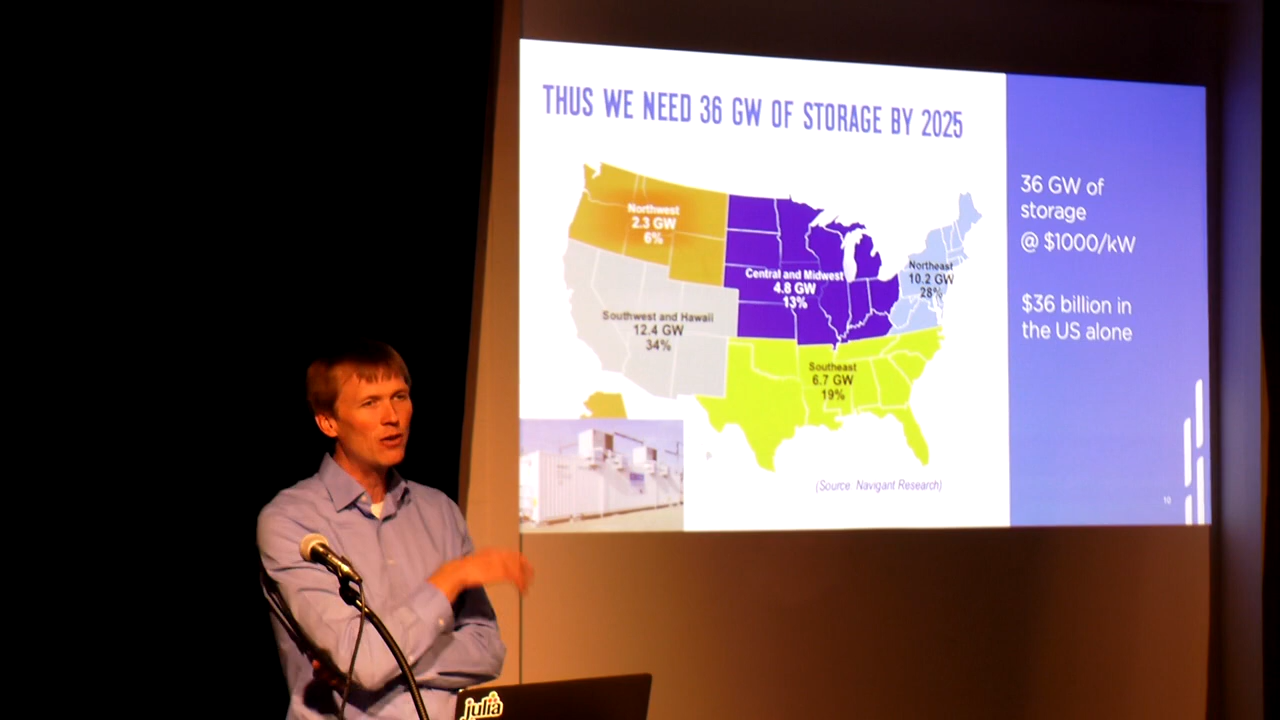 THUS WE NEED 36 GW OF STORAGE BY 2025
Northwest
2.3 GW
6%
Central and Midwest
4.8 GW
13%
Northeast
10.2 GW
28%
Southwest and Hawaii
12.4 GW
34%
Southeast
6.7 GW
19%
(Source: Navigant Research)
36 GW of
storage
@ $1000/kW
$36 billion in
the US alone
10
julia